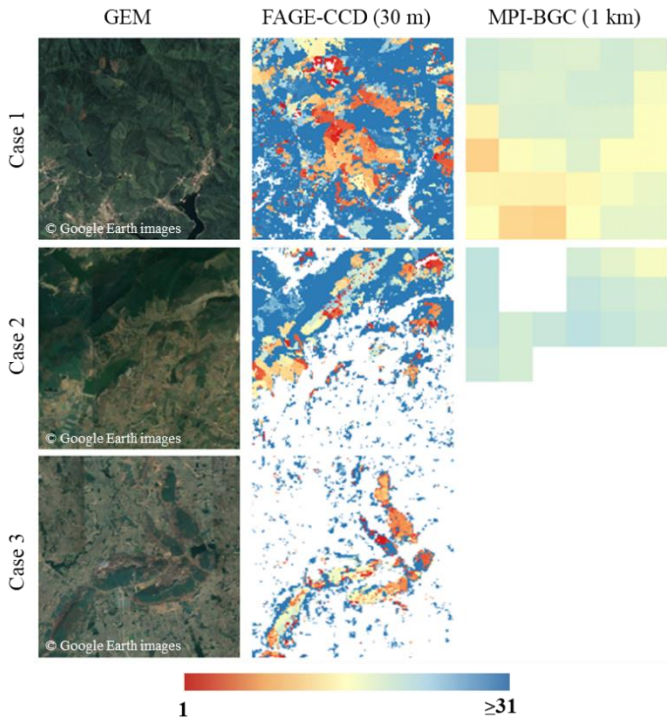 GEM FAGE-CCD (30 m) MPI-BGC (1 km)
Case 1
© Google Earth images
Case 2
© Google Earth images
Case 3
© Google Earth images
1 ≥31